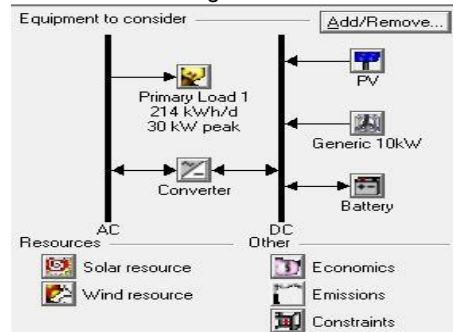 Equipment to consider
Add/Remove...
Primary Load 1
214 kWh/d
30 kW peak
PV
Generic 10kW
Converter
Battery
AC
DC
Resources
Other
Solar resource
Economics
Wind resource
Emissions
Constraints